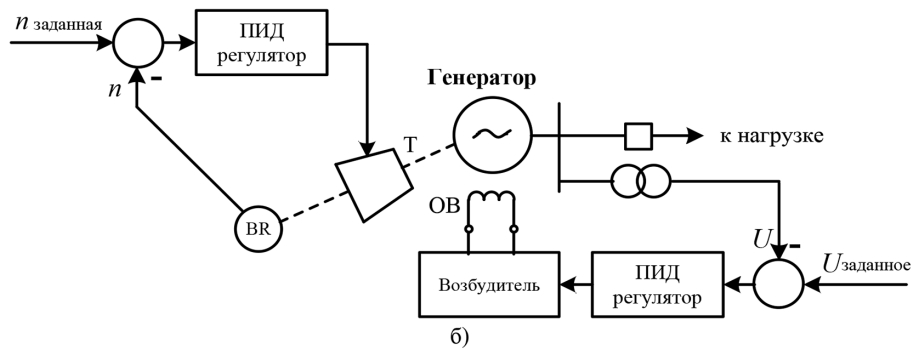 n заданная
ПИД
регулятор
n
-
Генератор
Т
к нагрузке
BR
ОВ
U
-
Uзаданное
Возбудитель
ПИД
регулятор
б)